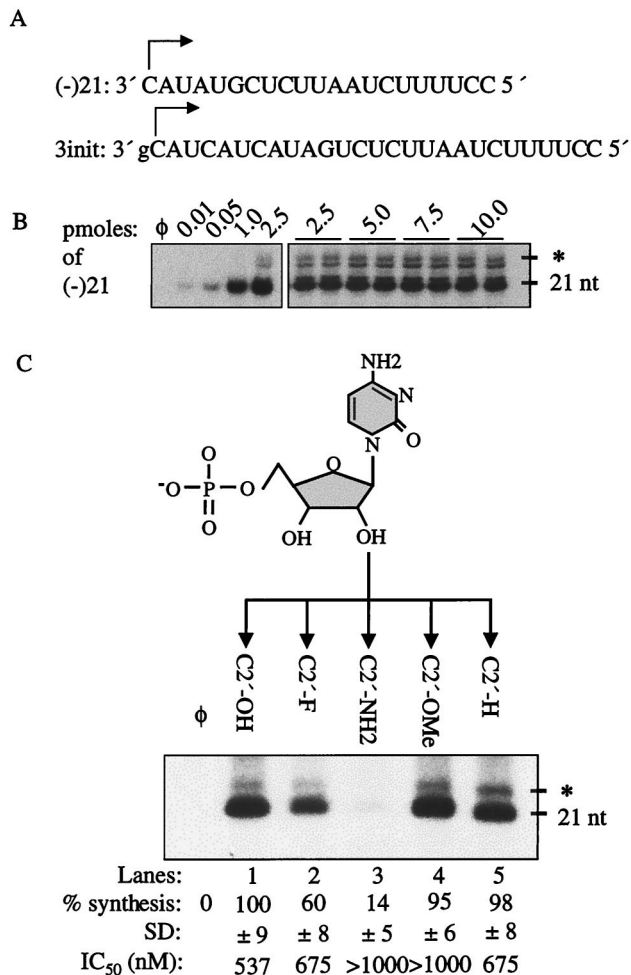 A
(-)21: 3´ CAUAUGCUCUUAAUCUUUUCC 5 ´
3init: 3´ gCAUCAUCAUAGUCUCUUAAUCUUUUCC 5 ´
B
pmoles: ϕ 0.01 0.05 1.0 2.5 2.5 5.0 7.5 10.0
of *
(-)21 21 nt
C
NH2
N
N O
O
-O P O O
O
OH OH
ϕ C2´-OH C2´-F C2´-NH2 C2´-OMe C2´-H
*
21 nt
Lanes: 1 2 3 4 5
% synthesis: 0 100 60 14 95 98
SD: ± 9 ± 8 ± 5 ± 6 ± 8
IC50 (nM) 537 675 >1000 >1000 675